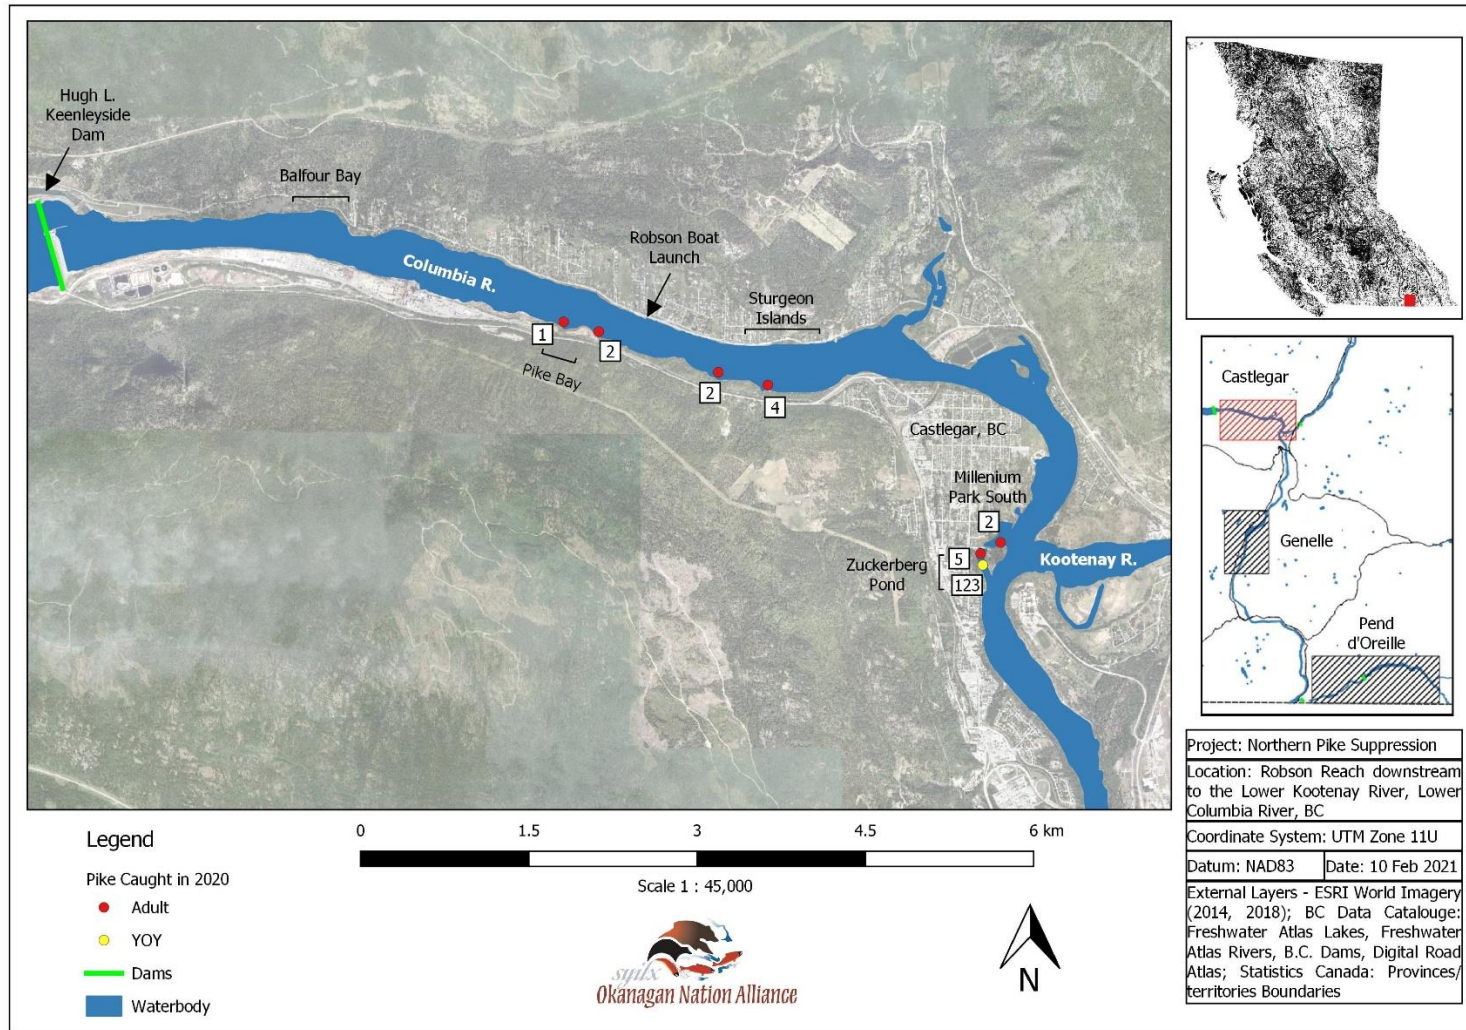 Hugh L.
Keenleyside
Dam
Balfour Bay
Columbia R.
Robson Boat
Launch
Sturgeon
Islands
1
2
Pike Bay
2
4
Castlegar, BC
Millenium
Park South
2
5
Zuckerberg
Pond
123
Kootenay R.
Castlegar
Genelle
Pend
d'Oreille
Legend
Pike Caught in 2020
Adult
YOY
Dams
Waterbody
0 1.5 3 4.5 6 km
Scale 1 : 45,000
syilx
Okanagan Nation Alliance
N
Project: Northern Pike Suppression
Location: Robson Reach downstream
to the Lower Kootenay River, Lower
Columbia River, BC
Coordinate System: UTM Zone 11U
Datum: NAD83 Date: 10 Feb 2021
External Layers - ESRI World Imagery
(2014, 2018); BC Data Catalouge:
Freshwater Atlas Lakes, Freshwater
Atlas Rivers, B.C. Dams, Digital Road
Atlas; Statistics Canada: Provinces/
territories Boundaries